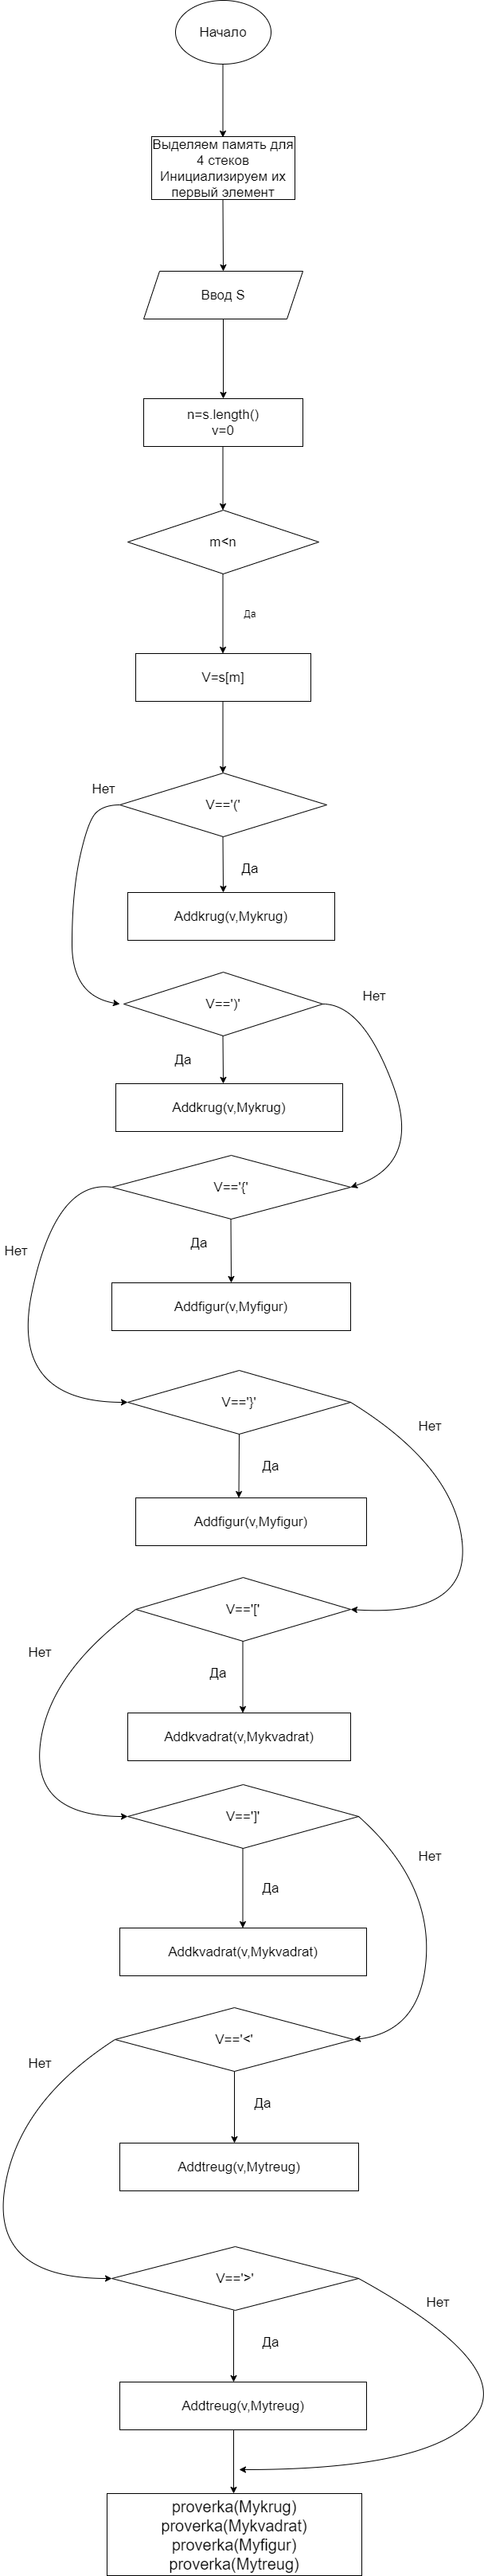 Начало
Выделяем память для
4 стеков
Инициализируем их
первый элемент
Ввод S
n=s.length()
v=0
m<n
Да
V=s[m]
Нет
V=='('
Да
Addkrug(v,Mykrug)
V==')'
Нет
Да
Addkrug(v,Mykrug)
V=='{'
Да
Нет
Addfigur(v,Myfigur)
V=='}'
Нет
Да
Addfigur(v,Myfigur)
V=='['
Нет
Да
Addkvadrat(v,Mykvadrat)
V==']'
Нет
Да
Addkvadrat(v,Mykvadrat)
V=='<'
Нет
Да
Addtreug(v,Mytreug)
V=='>'
Нет
Да
Addtreug(v,Mytreug)
proverka(Mykrug)
proverka(Mykvadrat)
proverka(Myfigur)
proverka(Mytreug)